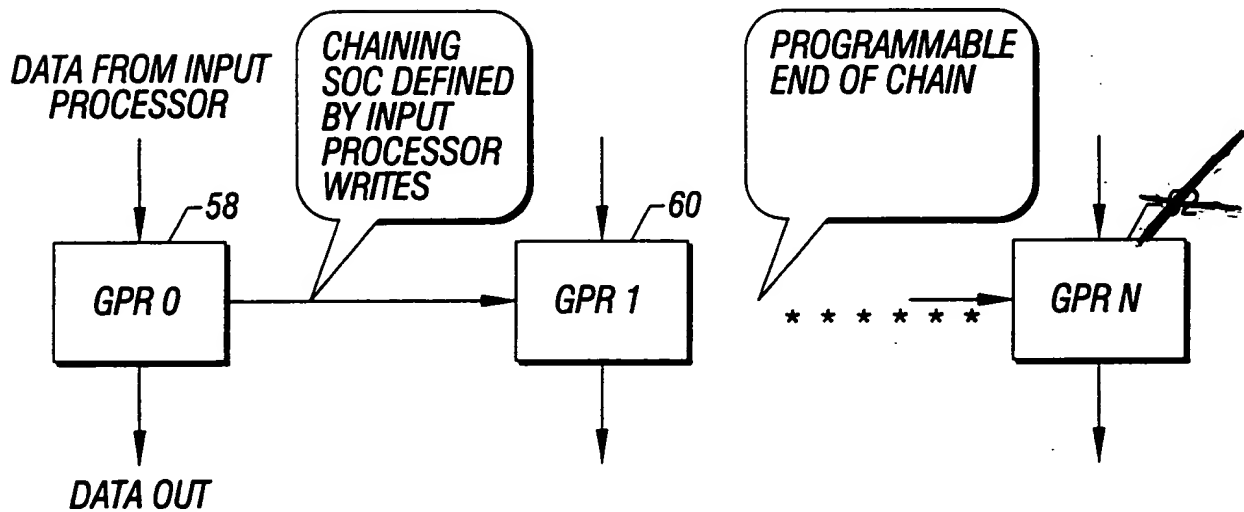 DATA FROM INPUT
PROCESSOR
CHAINING
SOC DEFINED
BY INPUT
PROCESSOR
WRITES
PROGRAMMABLE
END OF CHAIN
58
60
GPR 0
GPR 1
* * * * * *
GPR N
DATA OUT